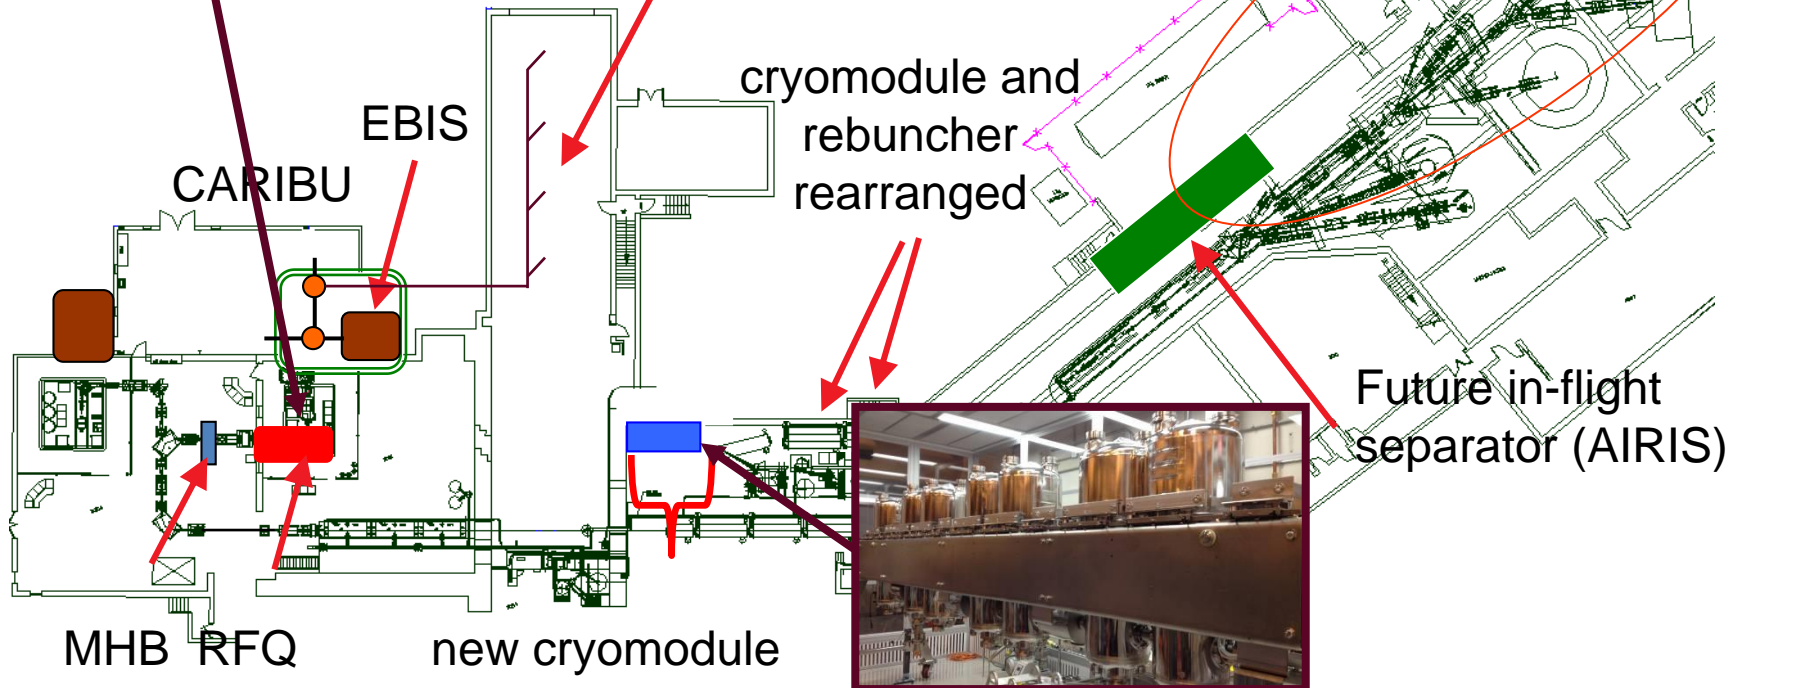 cryomodule and
rebuncher
rearranged
EBIS
CARIBU
Future in-flight
separator (AIRIS)
MHB RFQ
new cryomodule